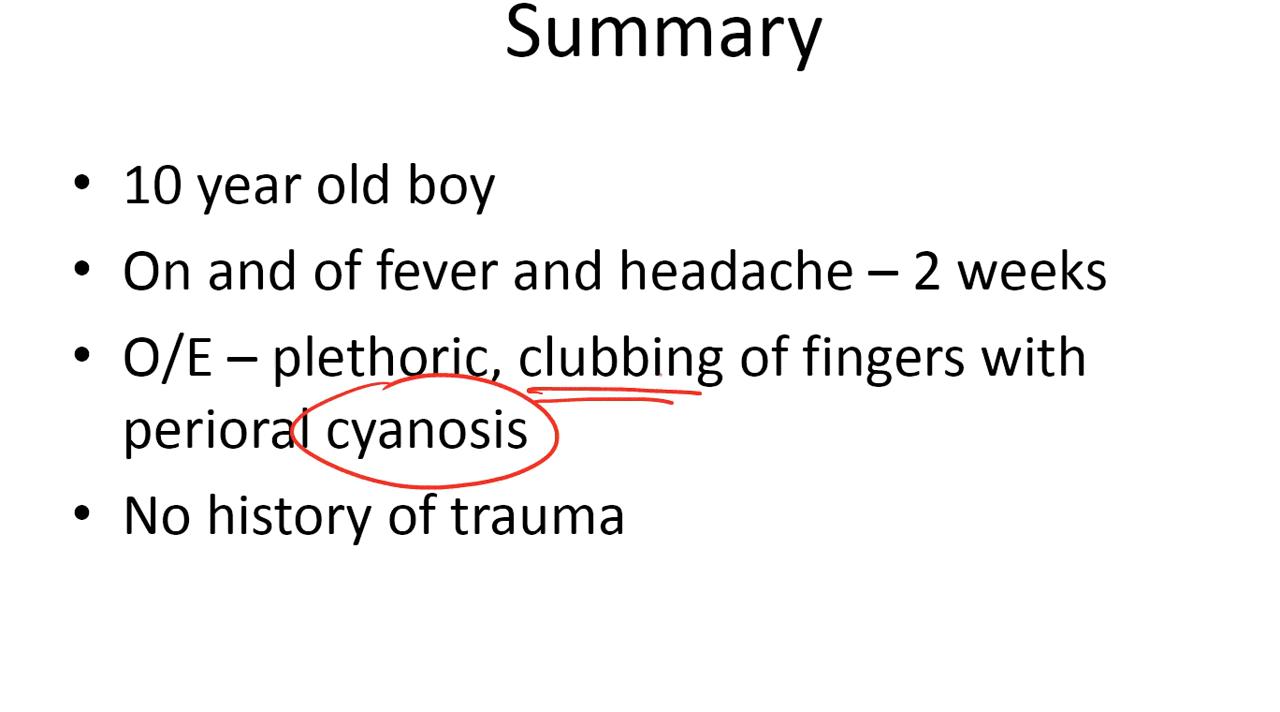 Summary
• 10 year old boy
• On and of fever and headache – 2 weeks
• O/E – plethoric, clubbing of fingers with
perioral cyanosis
• No history of trauma